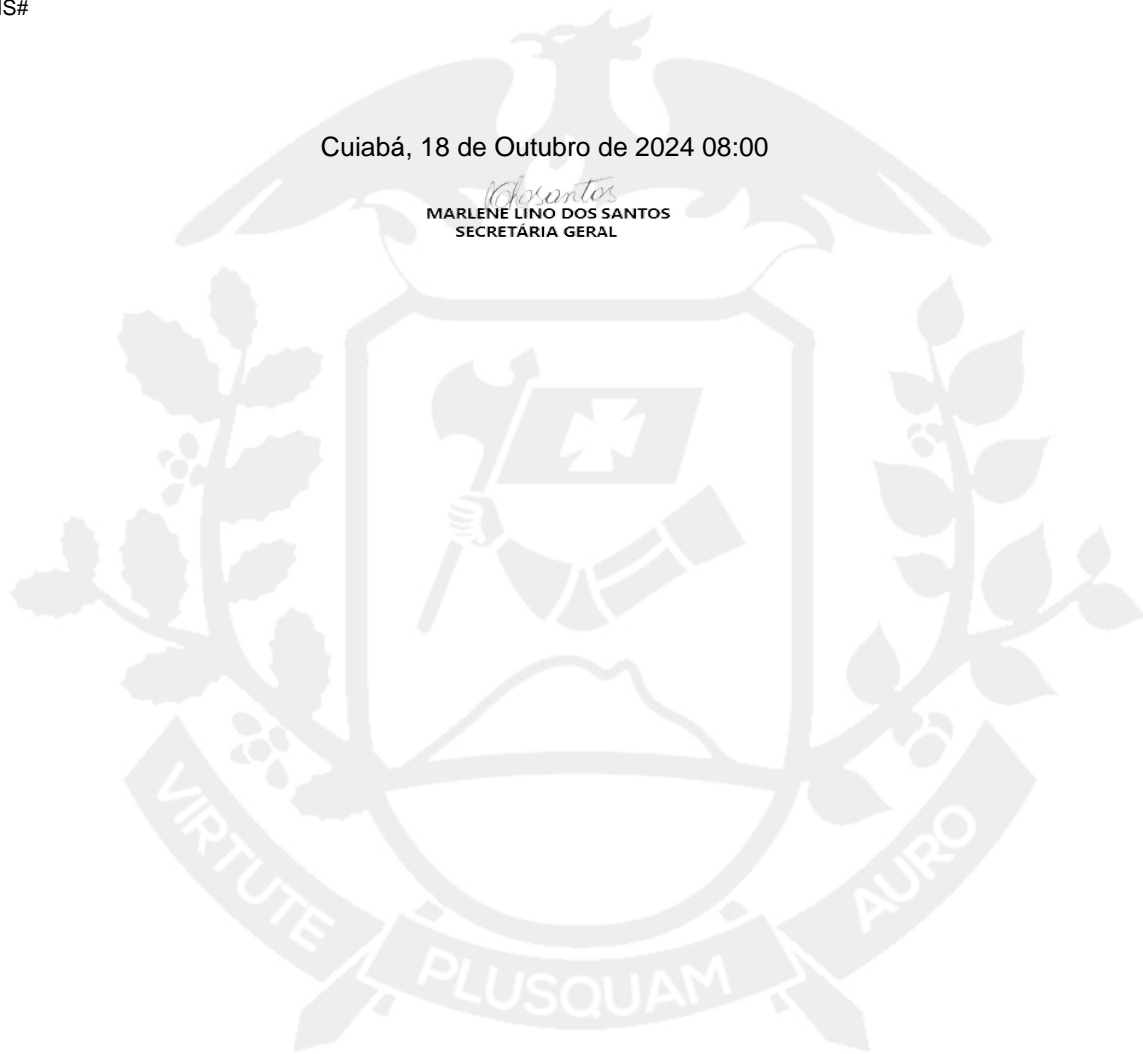 IS#
Cuiabá, 18 de Outubro de 2024 08:00
MARLENE LINO DOS SANTOS
SECRETÁRIA GERAL
VIRTUTE
PLUSQUAM
AURO